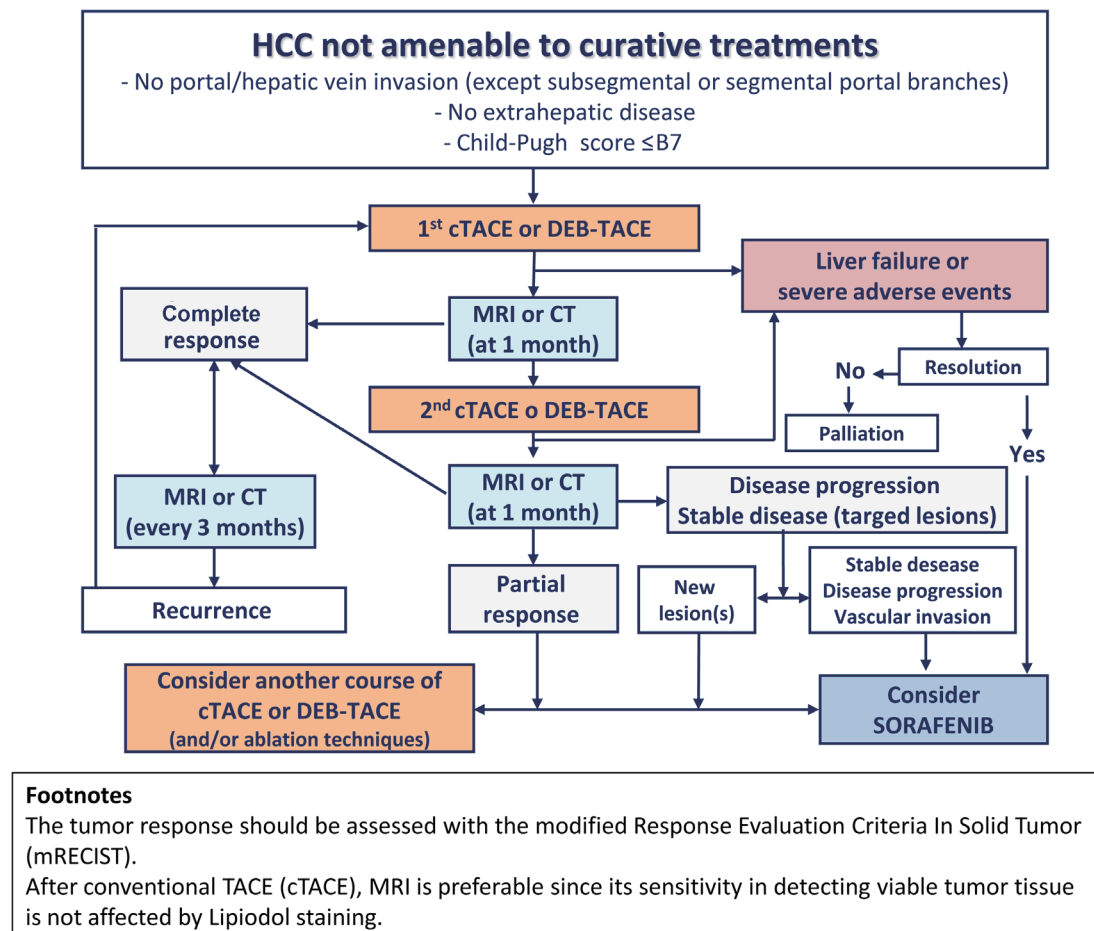 HCC not amenable to curative treatments
- No portal/hepatic vein invasion (except subsegmental or segmental portal branches)
- No extrahepatic disease
- Child-Pugh score ≤B7
1st cTACE or DEB-TACE
Liver failure or
severe adverse events
Complete
response
MRI or CT
(at 1 month)
Resolution
No
2nd cTACE o DEB-TACE
Palliation
Yes
MRI or CT
(every 3 months)
MRI or CT
(at 1 month)
Disease progression
Stable disease (targed lesions)
Recurrence
Partial
response
New
lesion(s)
Stable desease
Disease progression
Vascular invasion
Consider another course of
cTACE or DEB-TACE
(and/or ablation techniques)
Consider
SORAFENIB
Footnotes
The tumor response should be assessed with the modified Response Evaluation Criteria In Solid Tumor
(mRECIST).
After conventional TACE (cTACE), MRI is preferable since its sensitivity in detecting viable tumor tissue
is not affected by Lipiodol staining.